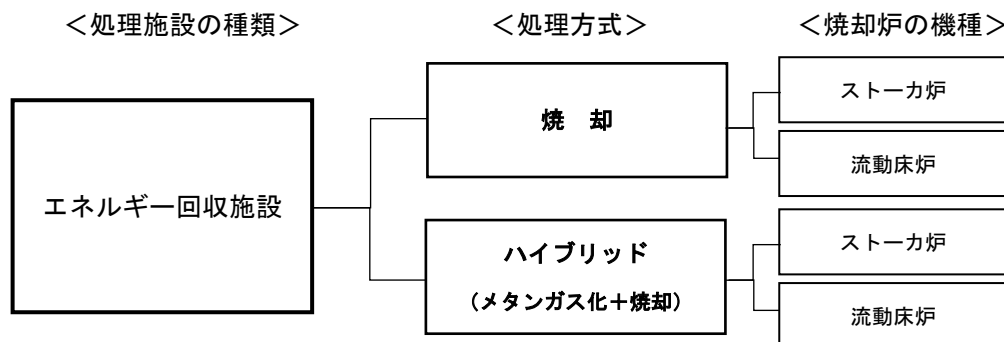 ＜処理施設の種類＞
＜処理方式＞
＜焼却炉の機種＞
エネルギー回収施設
焼　却
ストーカ炉
流動床炉
ハイブリッド
（メタンガス化＋焼却）
ストーカ炉
流動床炉